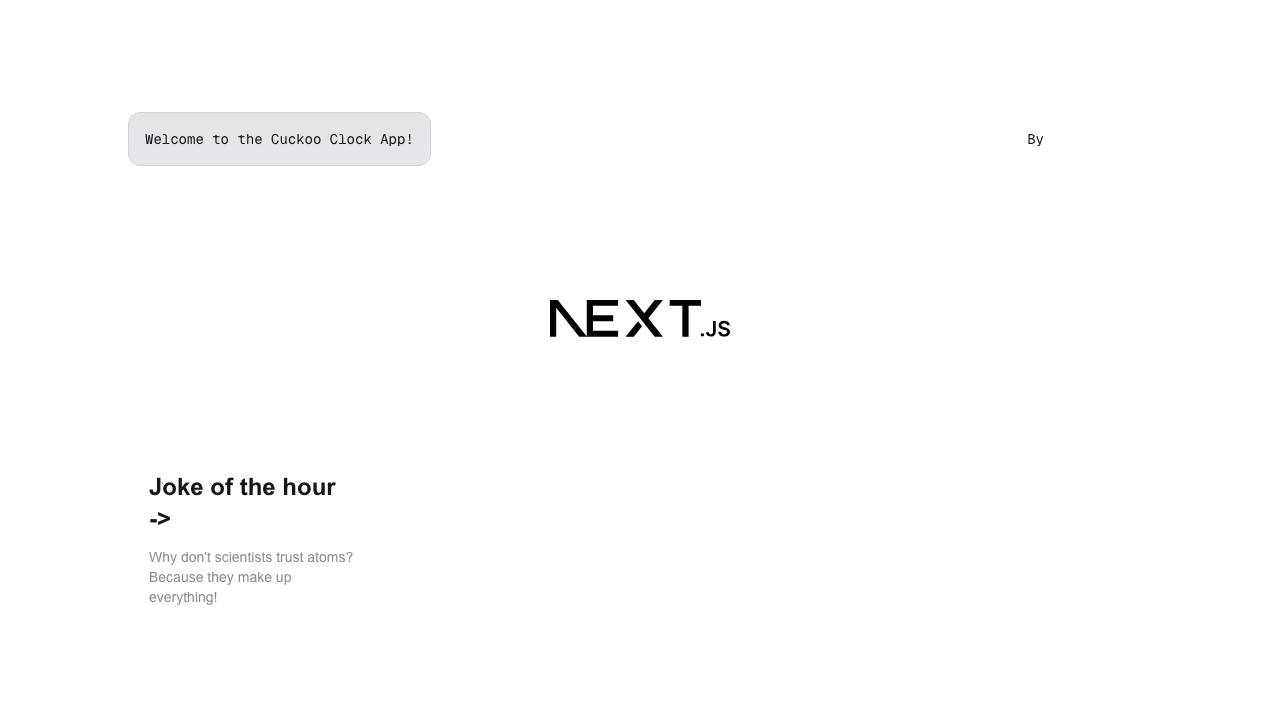 Welcome to the Cuckoo Clock App!
By
NEXT.JS
Joke of the hour
->
Why don't scientists trust atoms?
Because they make up
everything!